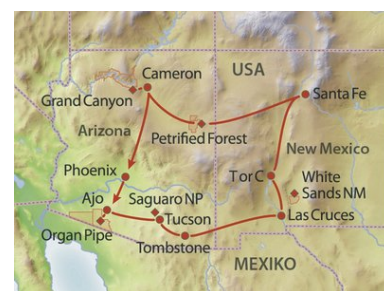 Cameron
USA
Grand Canyon
Santa Fe
Arizona
Petrified Forest
New Mexico
Phoenix
T or C
White
Sands NM
Ajo
Saguaro NP
Tucson
Las Cruces
Organ Pipe
Tombstone
MEXIKO